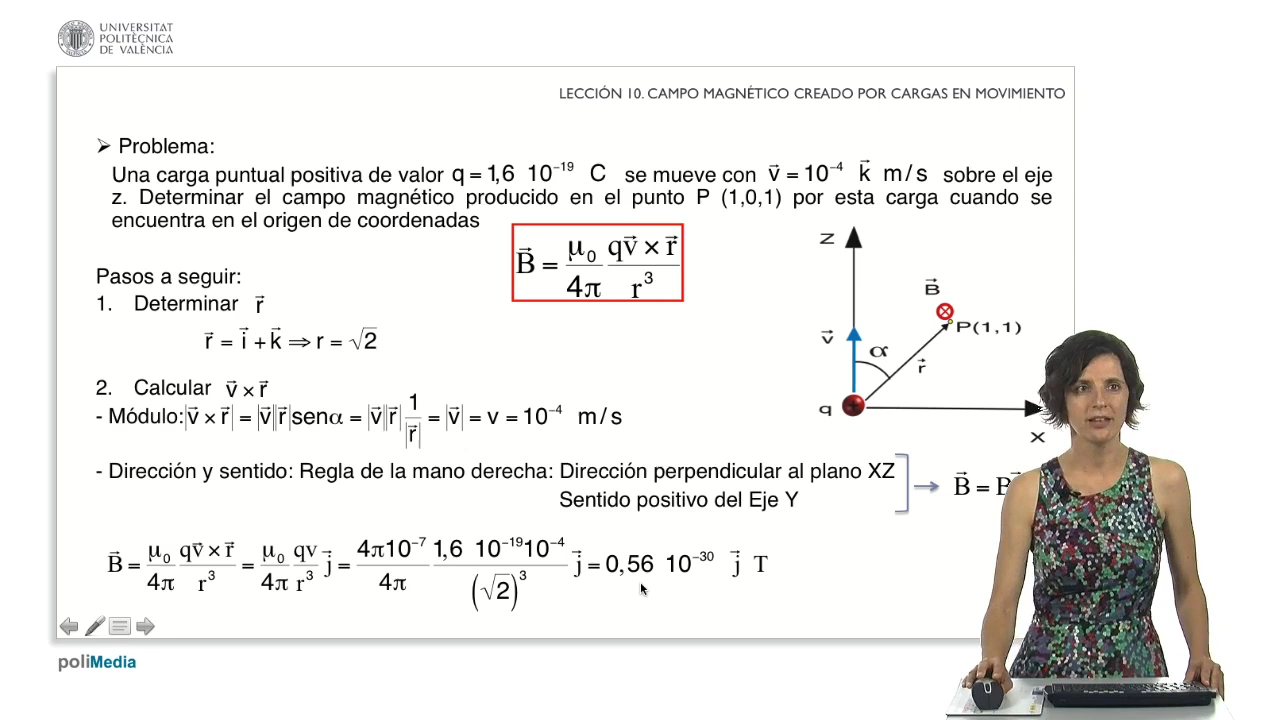 UNIVERSITAT
POLITÈCNICA
DE VALÈNCIA
LECCIÓN 10. CAMPO MAGNÉTICO CREADO POR CARGAS EN MOVIMIENTO
➢ Problema:
Una carga puntual positiva de valor q = 1,6 10⁻¹⁹ C se mueve con v⃗ = 10⁻⁴ k⃗ m/s sobre el eje
z. Determinar el campo magnético producido en el punto P (1,0,1) por esta carga cuando se
encuentra en el origen de coordenadas
B⃗ = μ₀/4π qv⃗ × r⃗/r³
Pasos a seguir:
1. Determinar r⃗
r⃗ = i⃗ + k⃗ ⇒ r = √2
2. Calcular v⃗ × r⃗
- Módulo: |v⃗ × r⃗| = |v⃗||r⃗|senα = |v⃗||r⃗| 1/|r⃗| = |v⃗| = v = 10⁻⁴ m/s
- Dirección y sentido: Regla de la mano derecha: Dirección perpendicular al plano XZ
Sentido positivo del Eje Y
→ B⃗ = B
B⃗ = μ₀/4π qv⃗ × r⃗/r³ = μ₀/4π qv/r³ j⃗ = 4π10⁻⁷/4π 1,6 10⁻¹⁹10⁻⁴/(√2)³ j⃗ = 0,56 10⁻³⁰ j⃗ T
Z
B⃗
P(1,1)
v⃗
α
r⃗
q
X
poliMedia